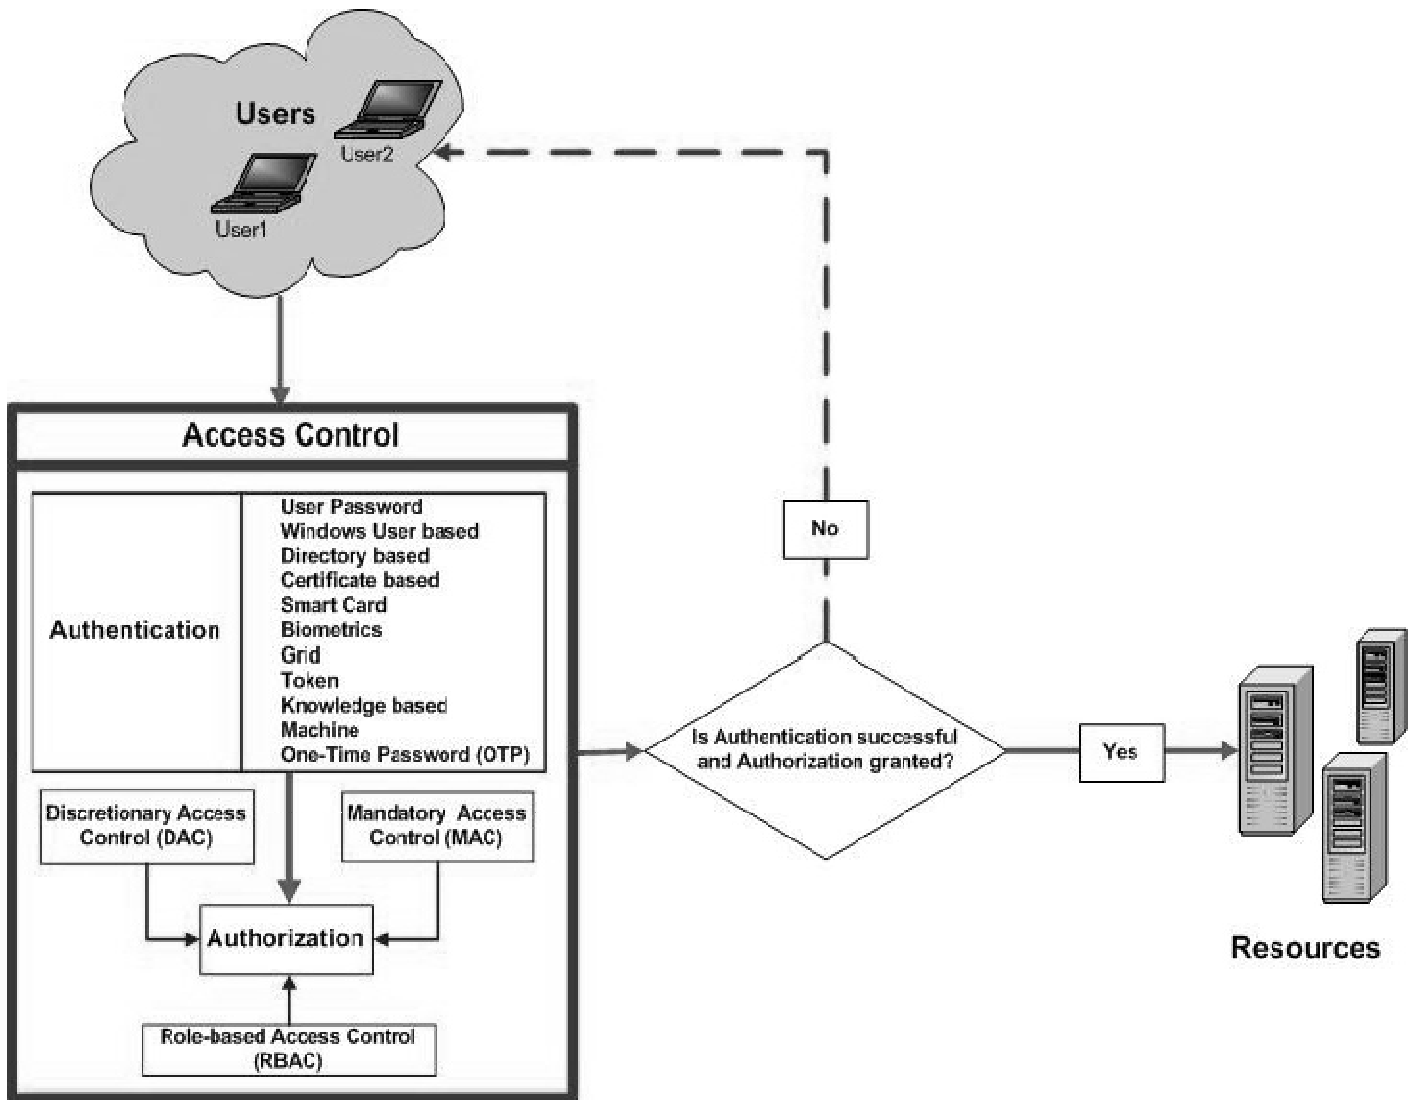 Users
User2
User1
Access Control
Authentication
User Password
Windows User based
Directory based
Certificate based
Smart Card
Biometrics
Grid
Token
Knowledge based
Machine
One-Time Password (OTP)
Discretionary Access
Control (DAC)
Mandatory Access
Control (MAC)
Authorization
Role-based Access Control
(RBAC)
No
Is Authentication successful
and Authorization granted?
Yes
Resources